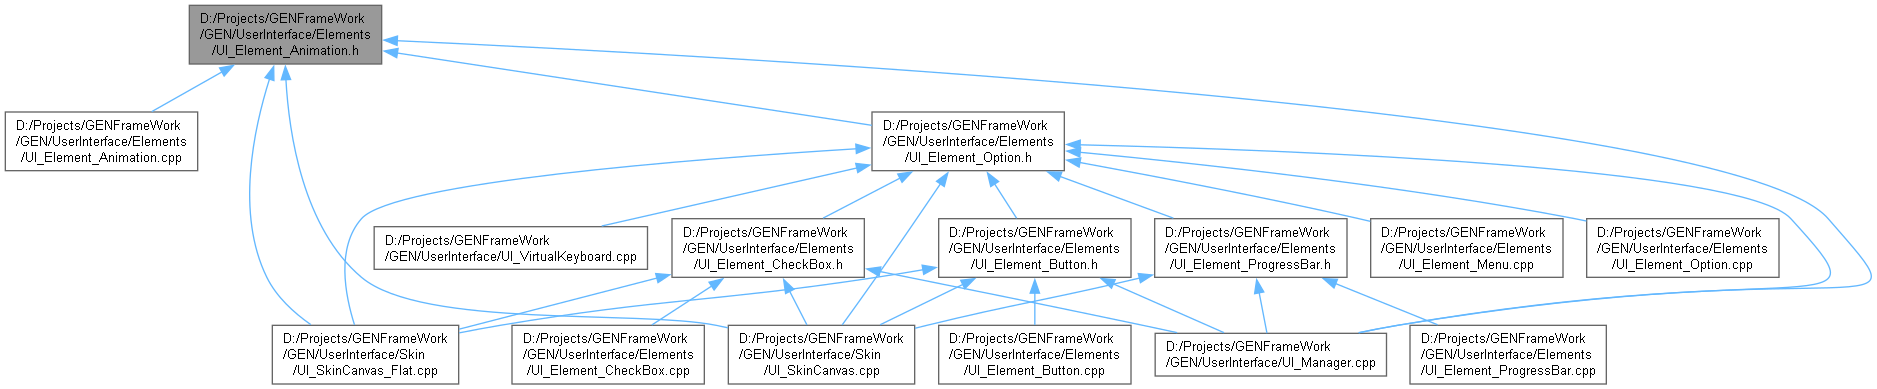 D:/Projects/GENFrameWork
/GEN/UserInterface/Elements
/UI_Element_Animation.h
D:/Projects/GENFrameWork
/GEN/UserInterface/Elements
/UI_Element_Animation.cpp
D:/Projects/GENFrameWork
/GEN/UserInterface/Elements
/UI_Element_Option.h
D:/Projects/GENFrameWork
/GEN/UserInterface/UI_VirtualKeyboard.cpp
D:/Projects/GENFrameWork
/GEN/UserInterface/Elements
/UI_Element_CheckBox.h
D:/Projects/GENFrameWork
/GEN/UserInterface/Elements
/UI_Element_Button.h
D:/Projects/GENFrameWork
/GEN/UserInterface/Elements
/UI_Element_ProgressBar.h
D:/Projects/GENFrameWork
/GEN/UserInterface/Elements
/UI_Element_Menu.cpp
D:/Projects/GENFrameWork
/GEN/UserInterface/Elements
/UI_Element_Option.cpp
D:/Projects/GENFrameWork
/GEN/UserInterface/Skin
/UI_SkinCanvas_Flat.cpp
D:/Projects/GENFrameWork
/GEN/UserInterface/Elements
/UI_Element_CheckBox.cpp
D:/Projects/GENFrameWork
/GEN/UserInterface/Skin
/UI_SkinCanvas.cpp
D:/Projects/GENFrameWork
/GEN/UserInterface/Elements
/UI_Element_Button.cpp
D:/Projects/GENFrameWork
/GEN/UserInterface/UI_Manager.cpp
D:/Projects/GENFrameWork
/GEN/UserInterface/Elements
/UI_Element_ProgressBar.cpp